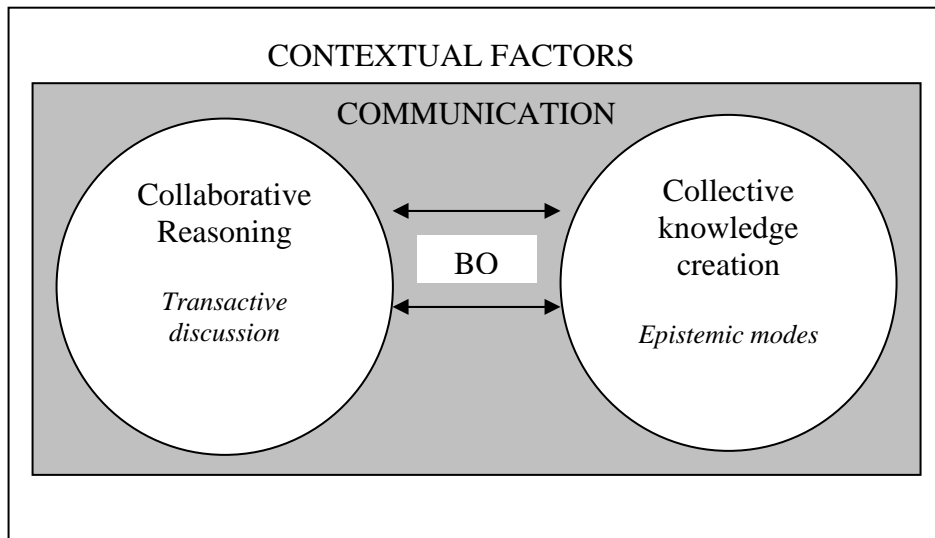 CONTEXTUAL FACTORS
COMMUNICATION
Collaborative
Reasoning
Transactive
discussion
BO
Collective
knowledge
creation
Epistemic modes